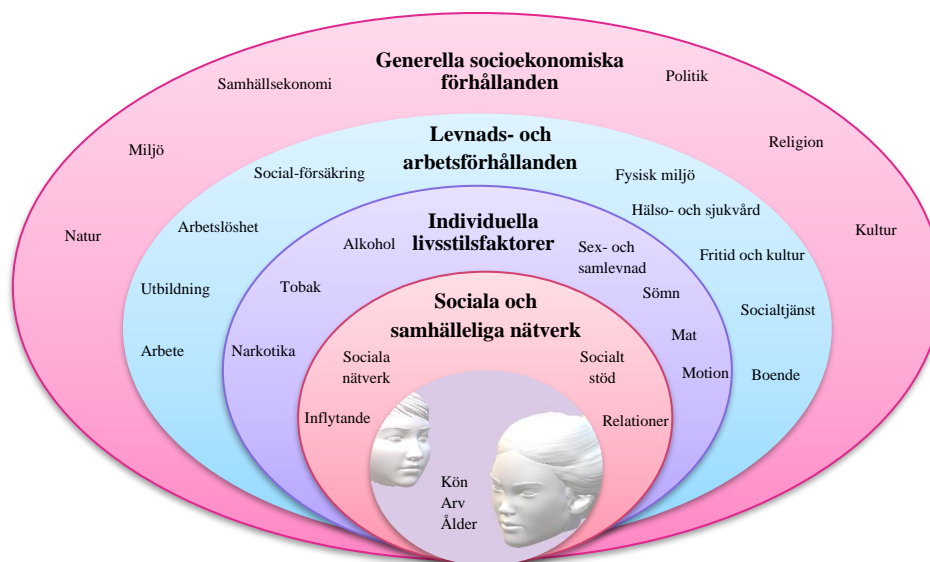 Generella socioekonomiska
förhållanden
Samhällsekonomi
Politik
Miljö
Religion
Natur
Kultur
Levnads- och
arbetsförhållanden
Social-försäkring
Fysisk miljö
Arbetslöshet
Hälso- och sjukvård
Fritid och kultur
Utbildning
Socialtjänst
Arbete
Boende
Individuella
livsstilsfaktorer
Alkohol
Sex- och
samlevnad
Tobak
Sömn
Narkotika
Mat
Motion
Sociala och
samhälleliga nätverk
Sociala
nätverk
Socialt
stöd
Inflytande
Relationer
Kön
Arv
Ålder